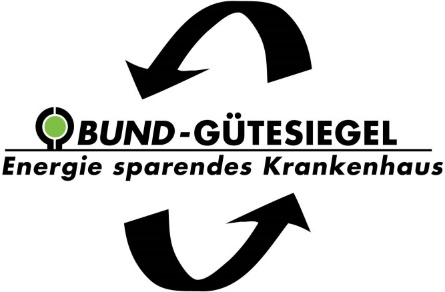 BUND-GÜTESIEGEL
Energie sparendes Krankenhaus